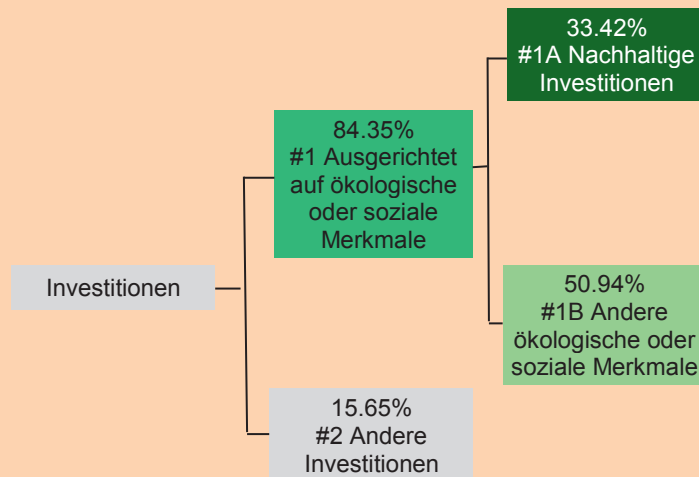 33.42%
#1A Nachhaltige
Investitionen
84.35%
#1 Ausgerichtet
auf ökologische
oder soziale
Merkmale
Investitionen
50.94%
#1B Andere
ökologische oder
soziale Merkmale
15.65%
#2 Andere
Investitionen